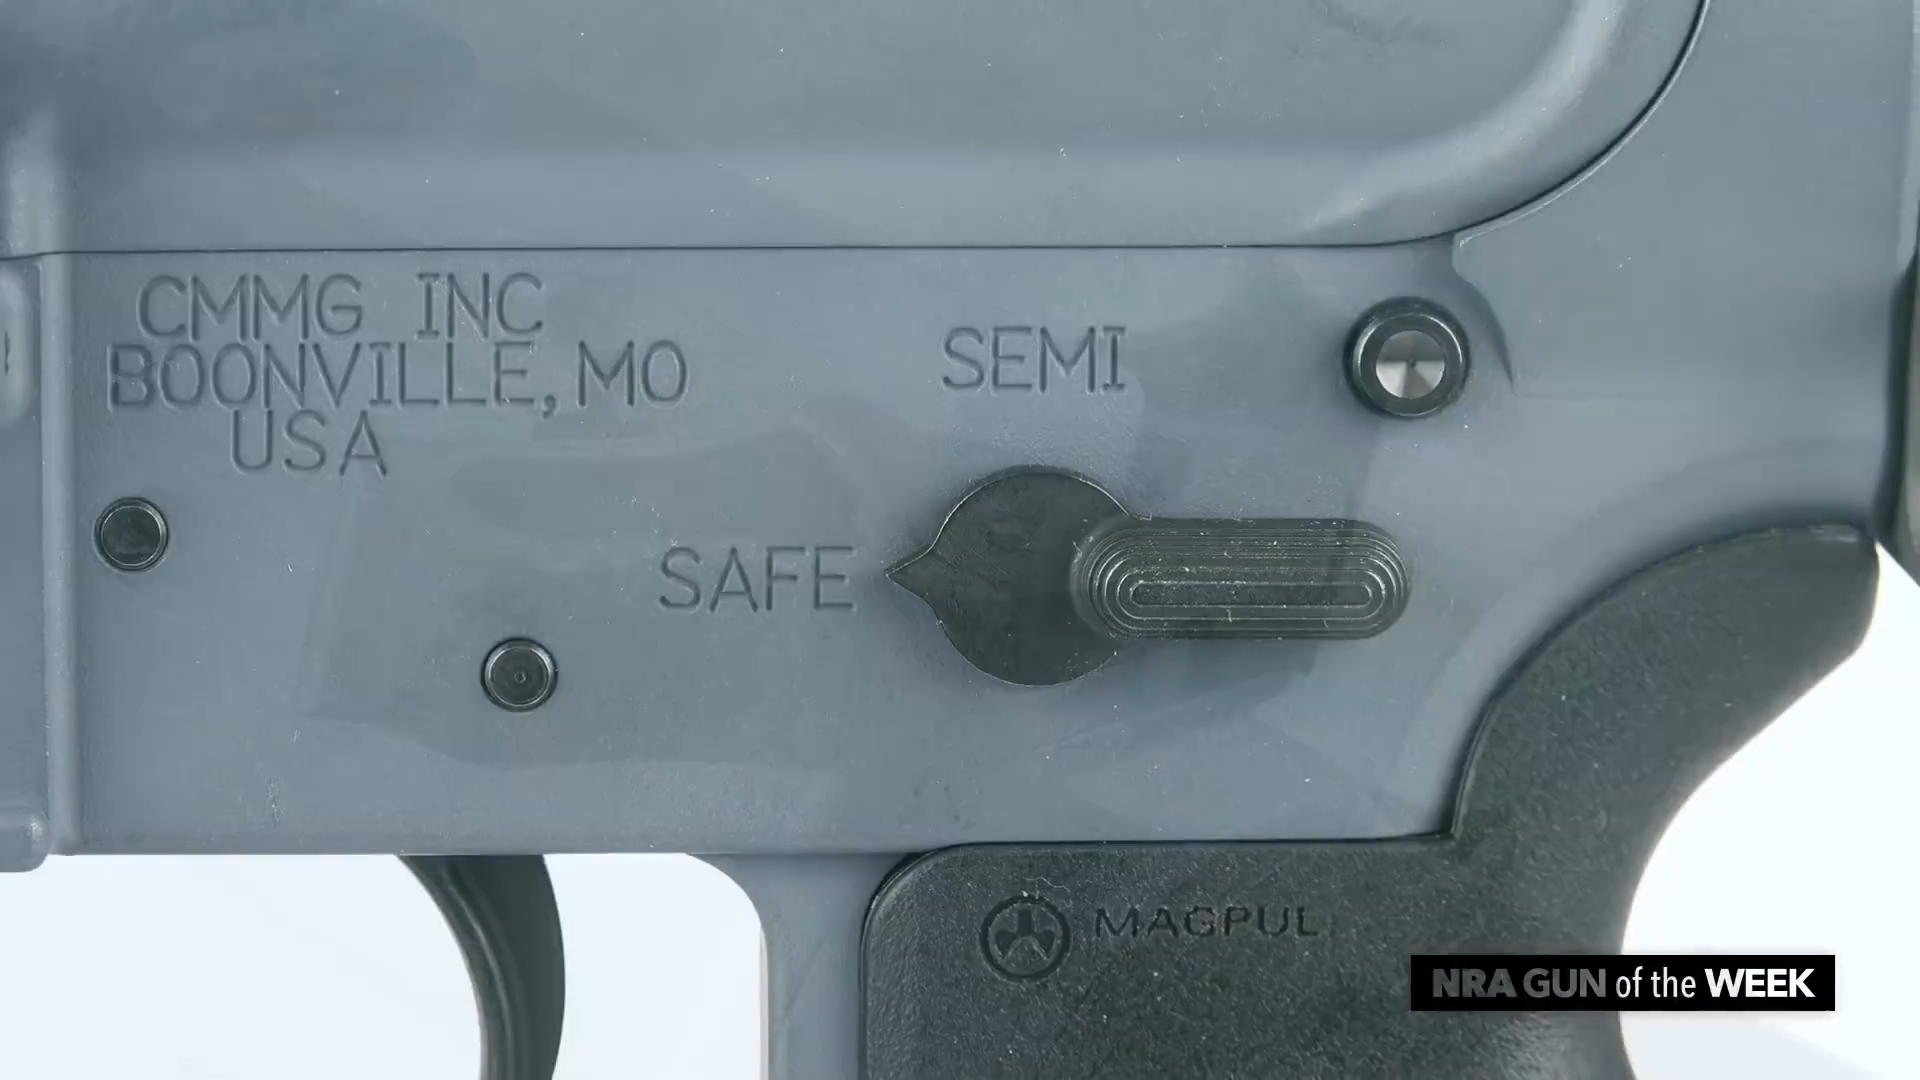 CMMG INC
BOONVILLE, MO
USA
SEMI
SAFE
MAGPUL
NRA GUN of the WEEK